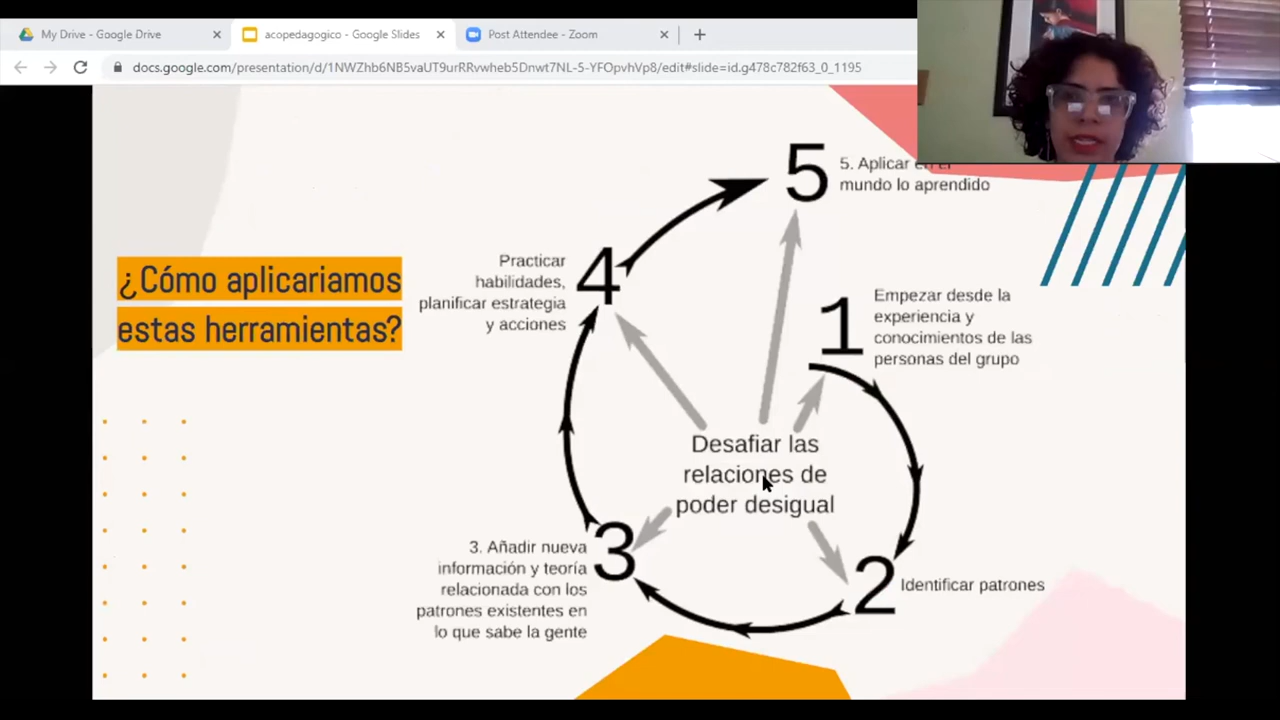 My Drive - Google Drive
acopedagogico - Google Slides
Post Attendee - Zoom
docs.google.com/presentation/d/1NWZhb6NB5vaUT9urRRvwheb5Dnwt7NL-5-YFOpvhVp8/edit#slide=id.g478c782f63_0_1195
¿Cómo aplicariamos
estas herramientas?
5
5. Aplicar en el
mundo lo aprendido
4
Practicar
habilidades,
planificar estrategia
y acciones
1
Empezar desde la
experiencia y
conocimientos de las
personas del grupo
Desafiar las
relaciones de
poder desigual
3
3. Añadir nueva
información y teoría
relacionada con los
patrones existentes en
lo que sabe la gente
2
Identificar patrones